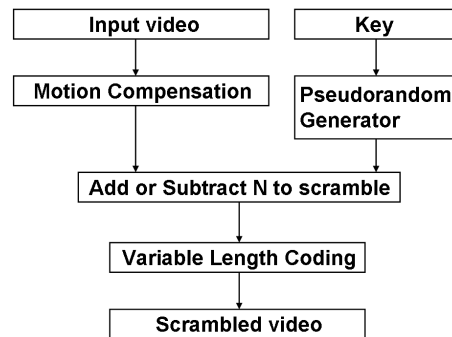 Input video
Key
Motion Compensation
Pseudorandom
Generator
Add or Subtract N to scramble
Variable Length Coding
Scrambled video